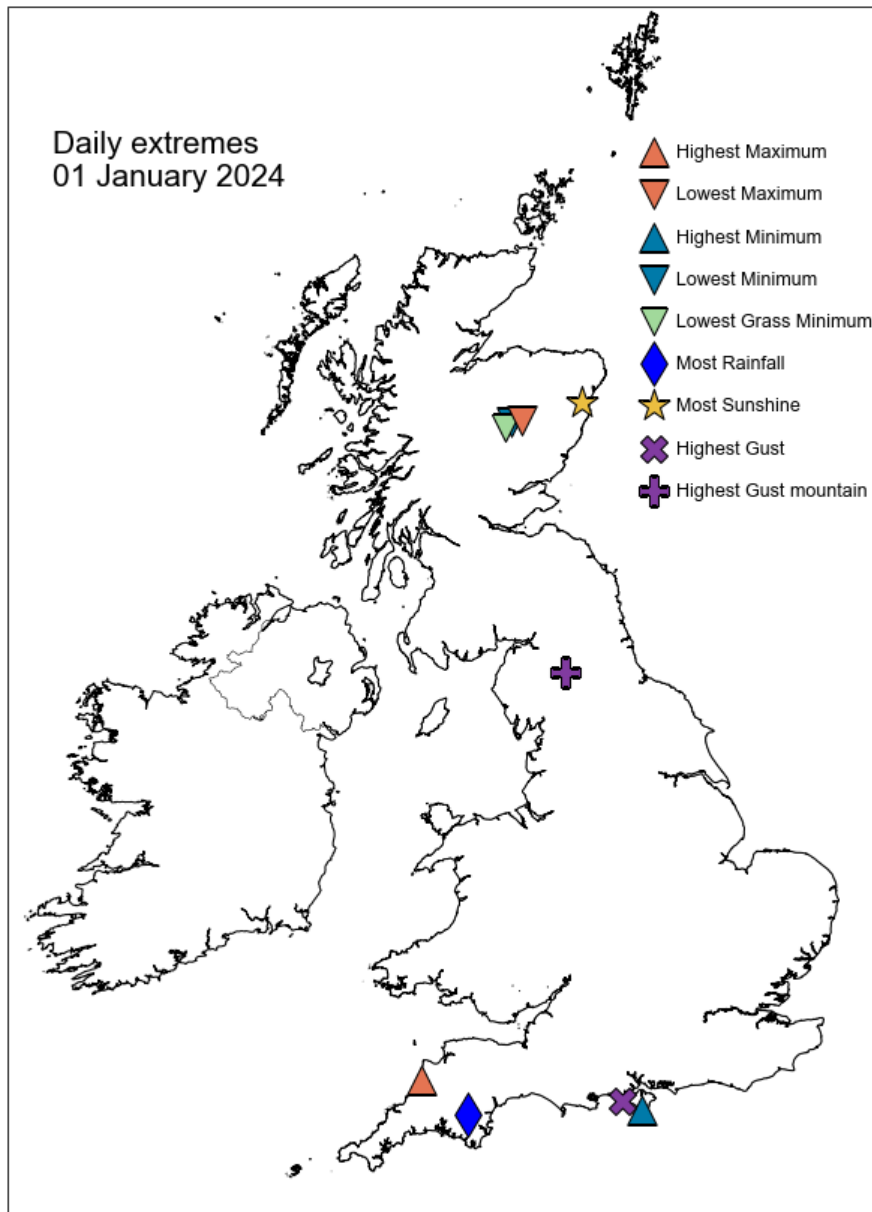 Daily extremes
01 January 2024
Highest Maximum
Lowest Maximum
Highest Minimum
Lowest Minimum
Lowest Grass Minimum
Most Rainfall
Most Sunshine
Highest Gust
Highest Gust mountain